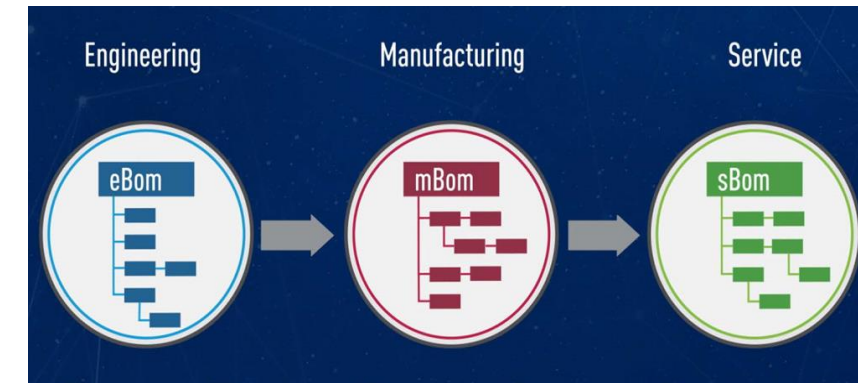 Engineering
Manufacturing
Service
eBom
mBom
sBom